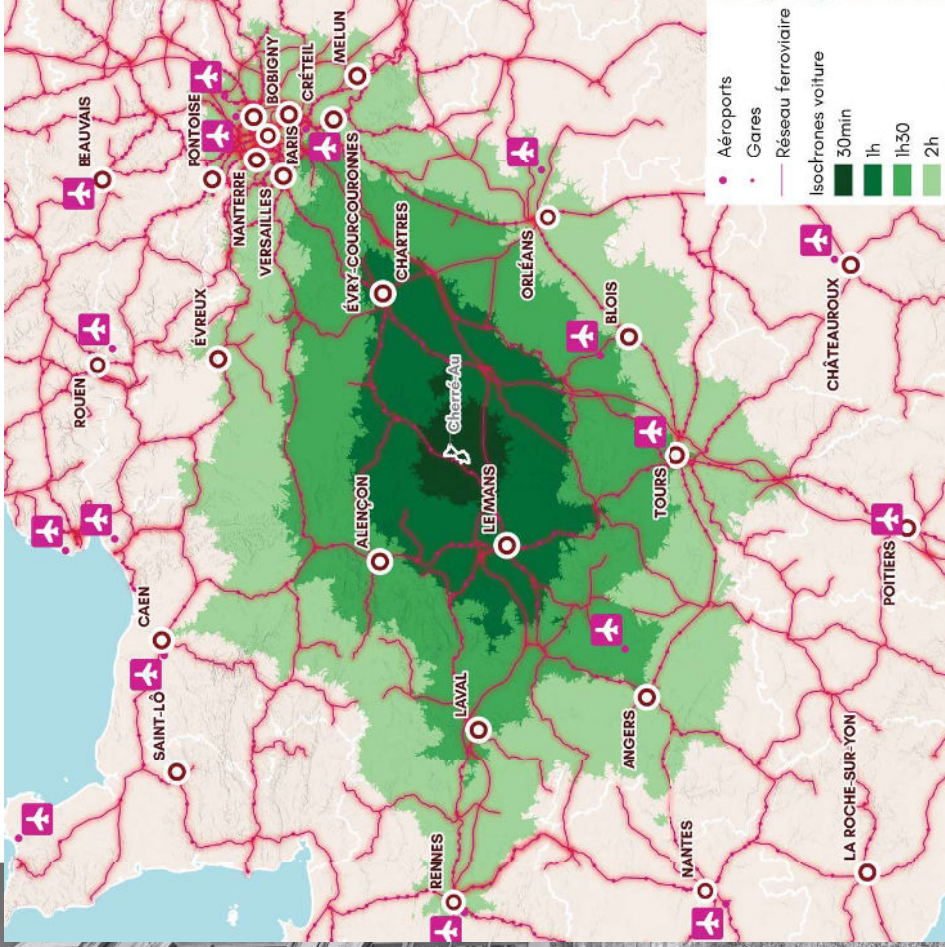 BEAUVAIS
PONTOISE
BOBIGNY
CRÉTEIL
MELUN
PARIS
NANTERRE
VERSAILLES
ÉVRY-COURCOURONNES
CHARTRES
ROUEN
ÉVREUX
CAEN
SAINT-LÔ
ALENÇON
Cherré-Au
LE MANS
LAVAL
RENNES
ORLÉANS
BLOIS
TOURS
ANGERS
NANTES
CHÂTEAUROUX
POITIERS
LA ROCHE-SUR-YON
Aéroports
Gares
Réseau ferroviaire
Isochrones voiture
30min
1h
1h30
2h